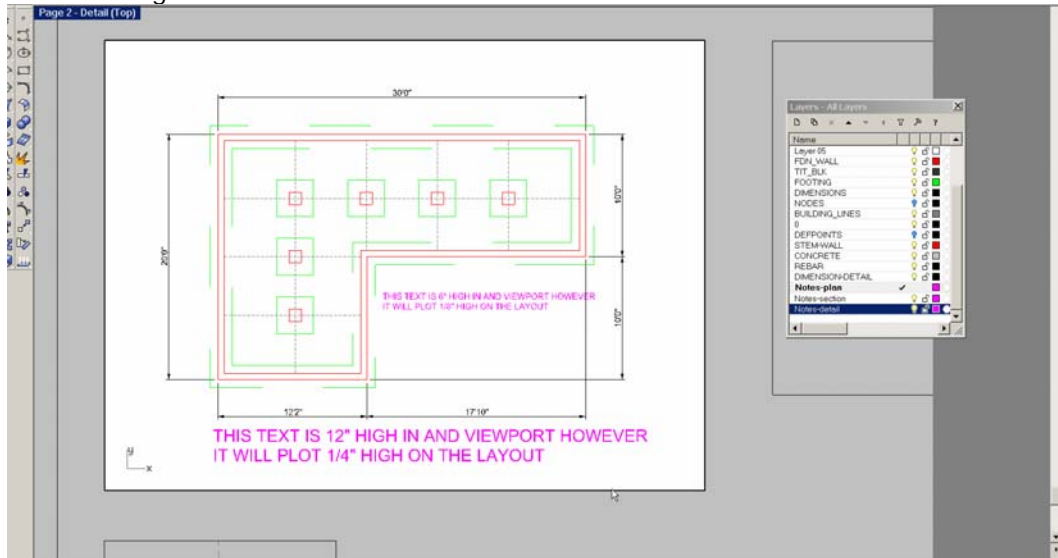 Page 2 - Detail (Top)
30'0"
Layers - All Layers
Name
Layer 05
FDN_WALL
TIT_BLK
FOOTING
DIMENSIONS
NODES
BUILDING_LINES
0
DEFPOINTS
STEM-WALL
CONCRETE
REBAR
DIMENSION-DETAIL
Notes-plan
Notes-section
Notes-detail
10'0"
20'0"
THIS TEXT IS 6" HIGH IN AND VIEWPORT HOWEVER
IT WILL PLOT 1/8" HIGH ON THE LAYOUT
10'0"
12'2"
17'10"
THIS TEXT IS 12" HIGH IN AND VIEWPORT HOWEVER
IT WILL PLOT 1/4" HIGH ON THE LAYOUT
y
x